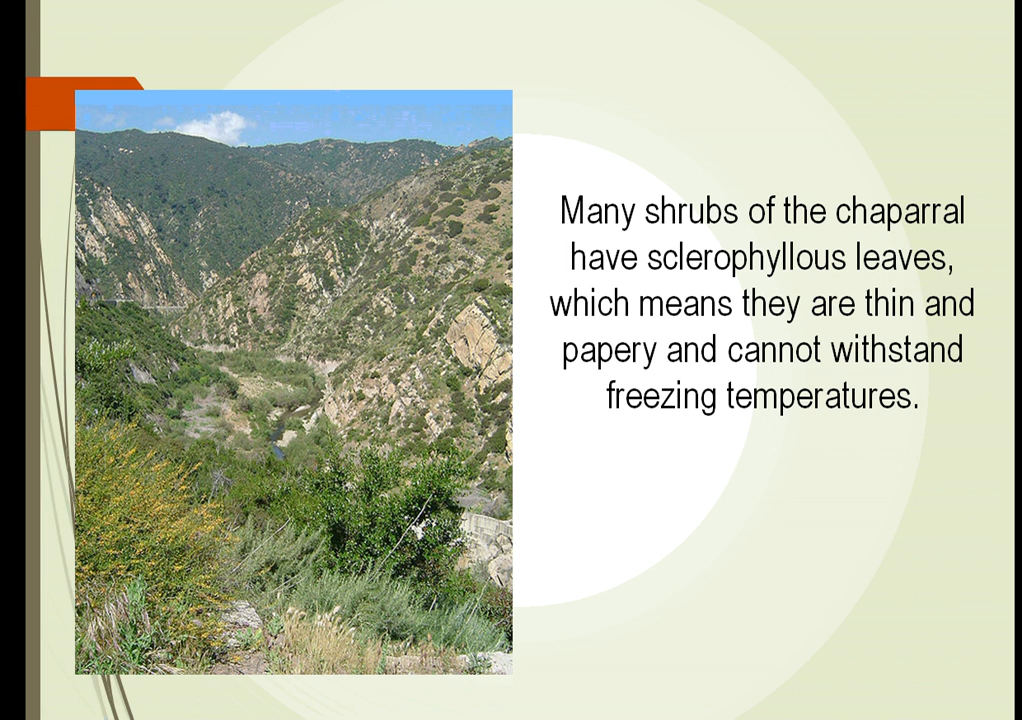 Many shrubs of the chaparral
have sclerophyllous leaves,
which means they are thin and
papery and cannot withstand
freezing temperatures.